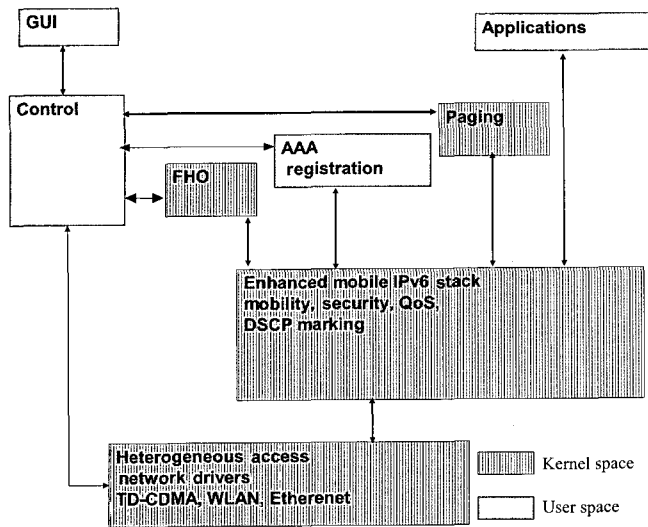 GUI
Applications
Control
Paging
AAA
registration
FHO
Enhanced mobile IPv6 stack
mobility, security, QoS,
DSCP marking
Heterogeneous access
network drivers
TD-CDMA, WLAN, Etherenet
Kernel space
User space